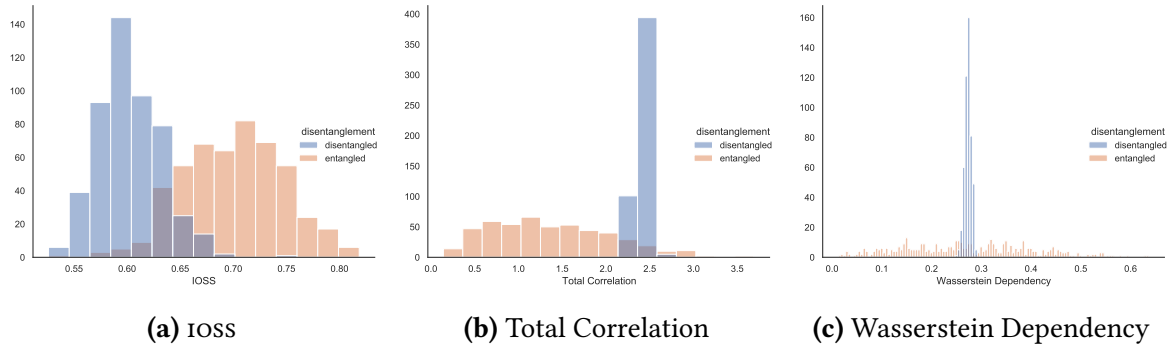 140
120
100
80
60
40
20
0
0.55 0.60 0.65 0.70 0.75 0.80
IOSS
disentanglement
disentangled
entangled
(a) IOSS
400
350
300
250
200
150
100
50
0
0.0 0.5 1.0 1.5 2.0 2.5 3.0 3.5
Total Correlation
disentanglement
disentangled
entangled
(b) Total Correlation
160
140
120
100
80
60
40
20
0
0.0 0.1 0.2 0.3 0.4 0.5 0.6
Wasserstein Dependency
disentanglement
disentangled
entangled
(c) Wasserstein Dependency